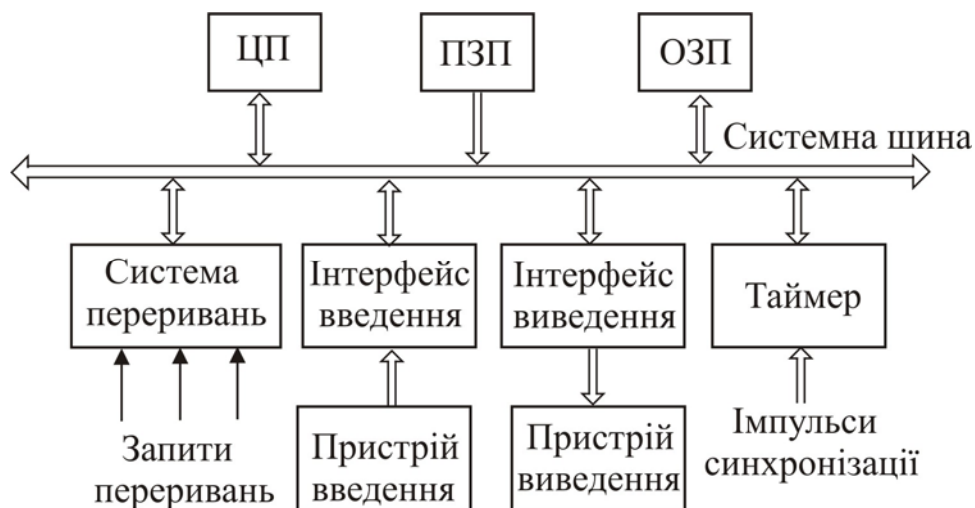 ЦП
ПЗП
ОЗП
Системна шина
Система
переривань
Інтерфейс
введення
Інтерфейс
виведення
Таймер
Запити
переривань
Пристрій
введення
Пристрій
виведення
Імпульси
синхронізації